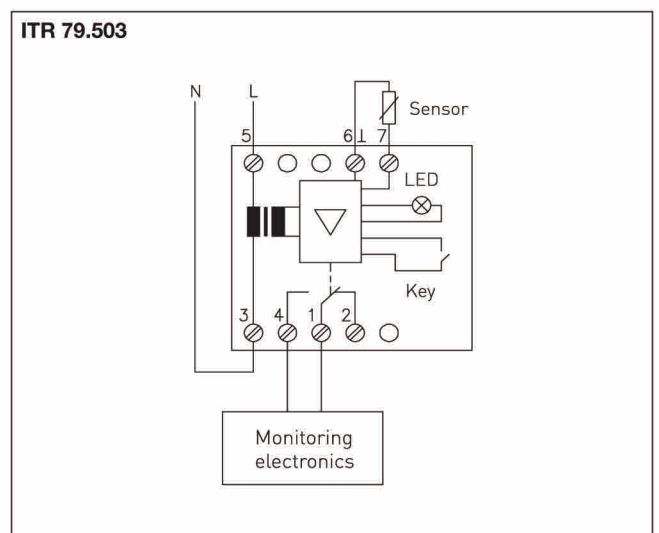 ITR 79.503
N L
Sensor
5 6⊥ 7
LED
Key
3 4 1 2
Monitoring
electronics